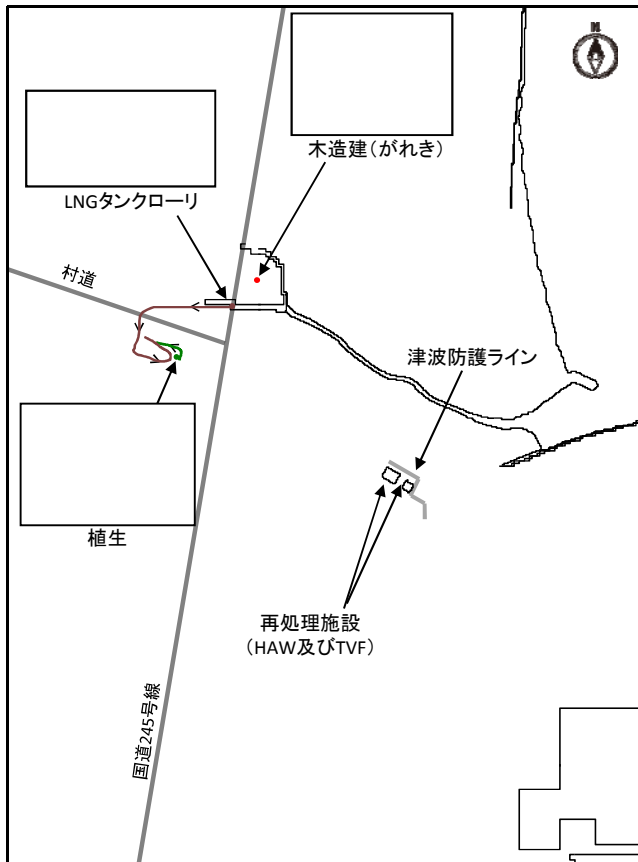 N
木造建(がれき)
LNGタンクローリ
村道
津波防護ライン
植生
再処理施設
(HAW及びTVF)
国道245号線